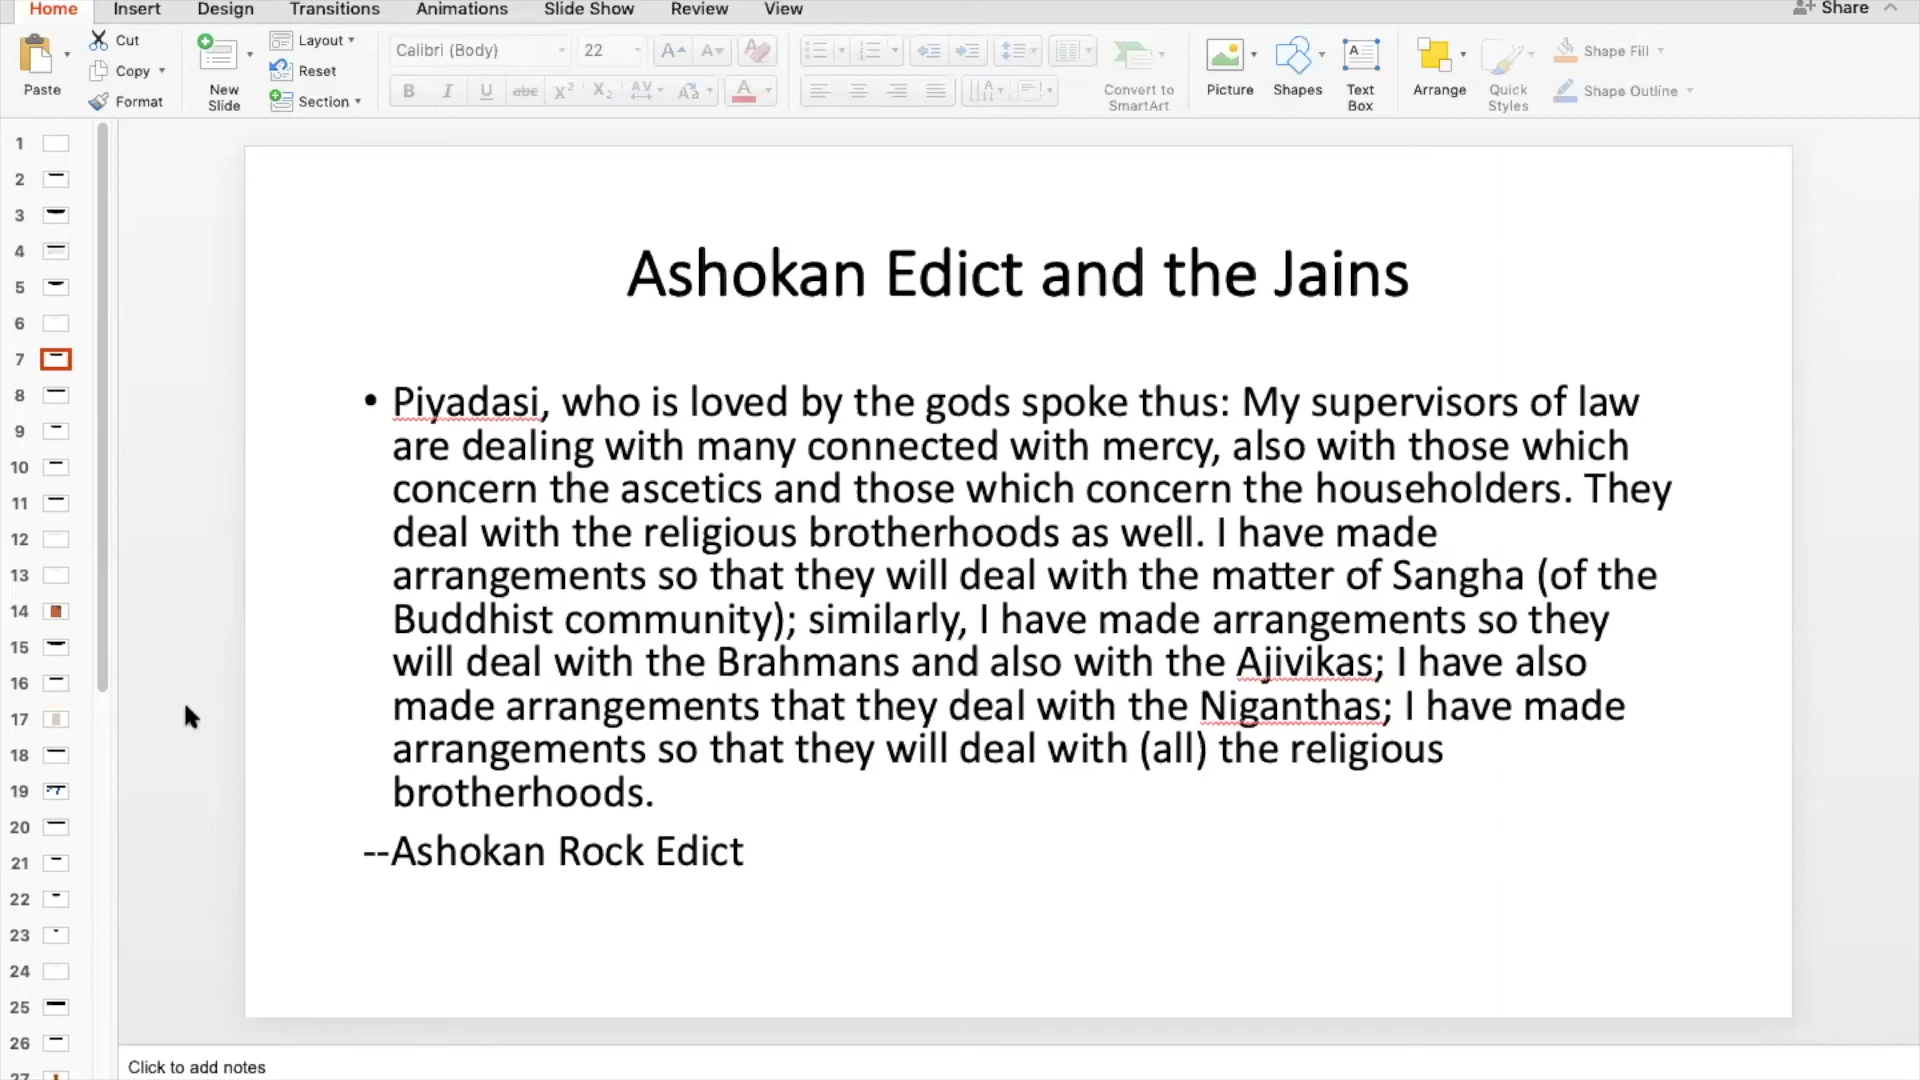 Home Insert Design Transitions Animations Slide Show Review View Share
Paste
Cut
Copy
Format
New Slide
Layout
Reset
Section
Calibri (Body) 22
B I U abc X² X₂ AV Aa A
Convert to SmartArt
Picture
Shapes
Text Box
Arrange
Quick Styles
Shape Fill
Shape Outline
1
2
3
4
5
6
7
8
9
10
11
12
13
14
15
16
17
18
19
20
21
22
23
24
25
26
27
Ashokan Edict and the Jains
• Piyadasi, who is loved by the gods spoke thus: My supervisors of law
are dealing with many connected with mercy, also with those which
concern the ascetics and those which concern the householders. They
deal with the religious brotherhoods as well. I have made
arrangements so that they will deal with the matter of Sangha (of the
Buddhist community); similarly, I have made arrangements so they
will deal with the Brahmans and also with the Ajivikas; I have also
made arrangements that they deal with the Niganthas; I have made
arrangements so that they will deal with (all) the religious
brotherhoods.
--Ashokan Rock Edict
Click to add notes